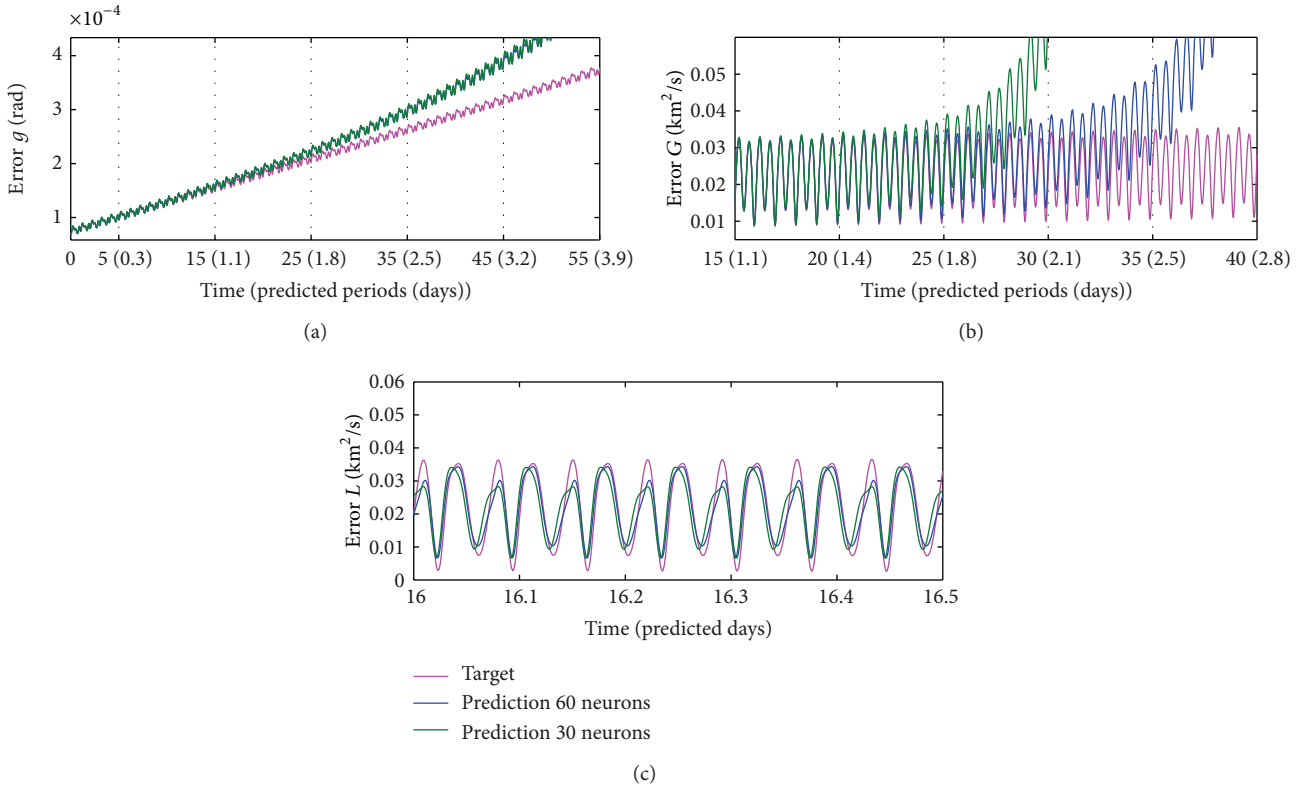 ×10⁻⁴
4
3
2
1
Error g (rad)
0 5 (0.3) 15 (1.1) 25 (1.8) 35 (2.5) 45 (3.2) 55 (3.9)
Time (predicted periods (days))
(a)
0.05
0.04
0.03
0.02
0.01
Error G (km²/s)
15 (1.1) 20 (1.4) 25 (1.8) 30 (2.1) 35 (2.5) 40 (2.8)
Time (predicted periods (days))
(b)
0.06
0.05
0.04
0.03
0.02
0.01
0
Error L (km²/s)
16 16.1 16.2 16.3 16.4 16.5
Time (predicted days)
Target
Prediction 60 neurons
Prediction 30 neurons
(c)